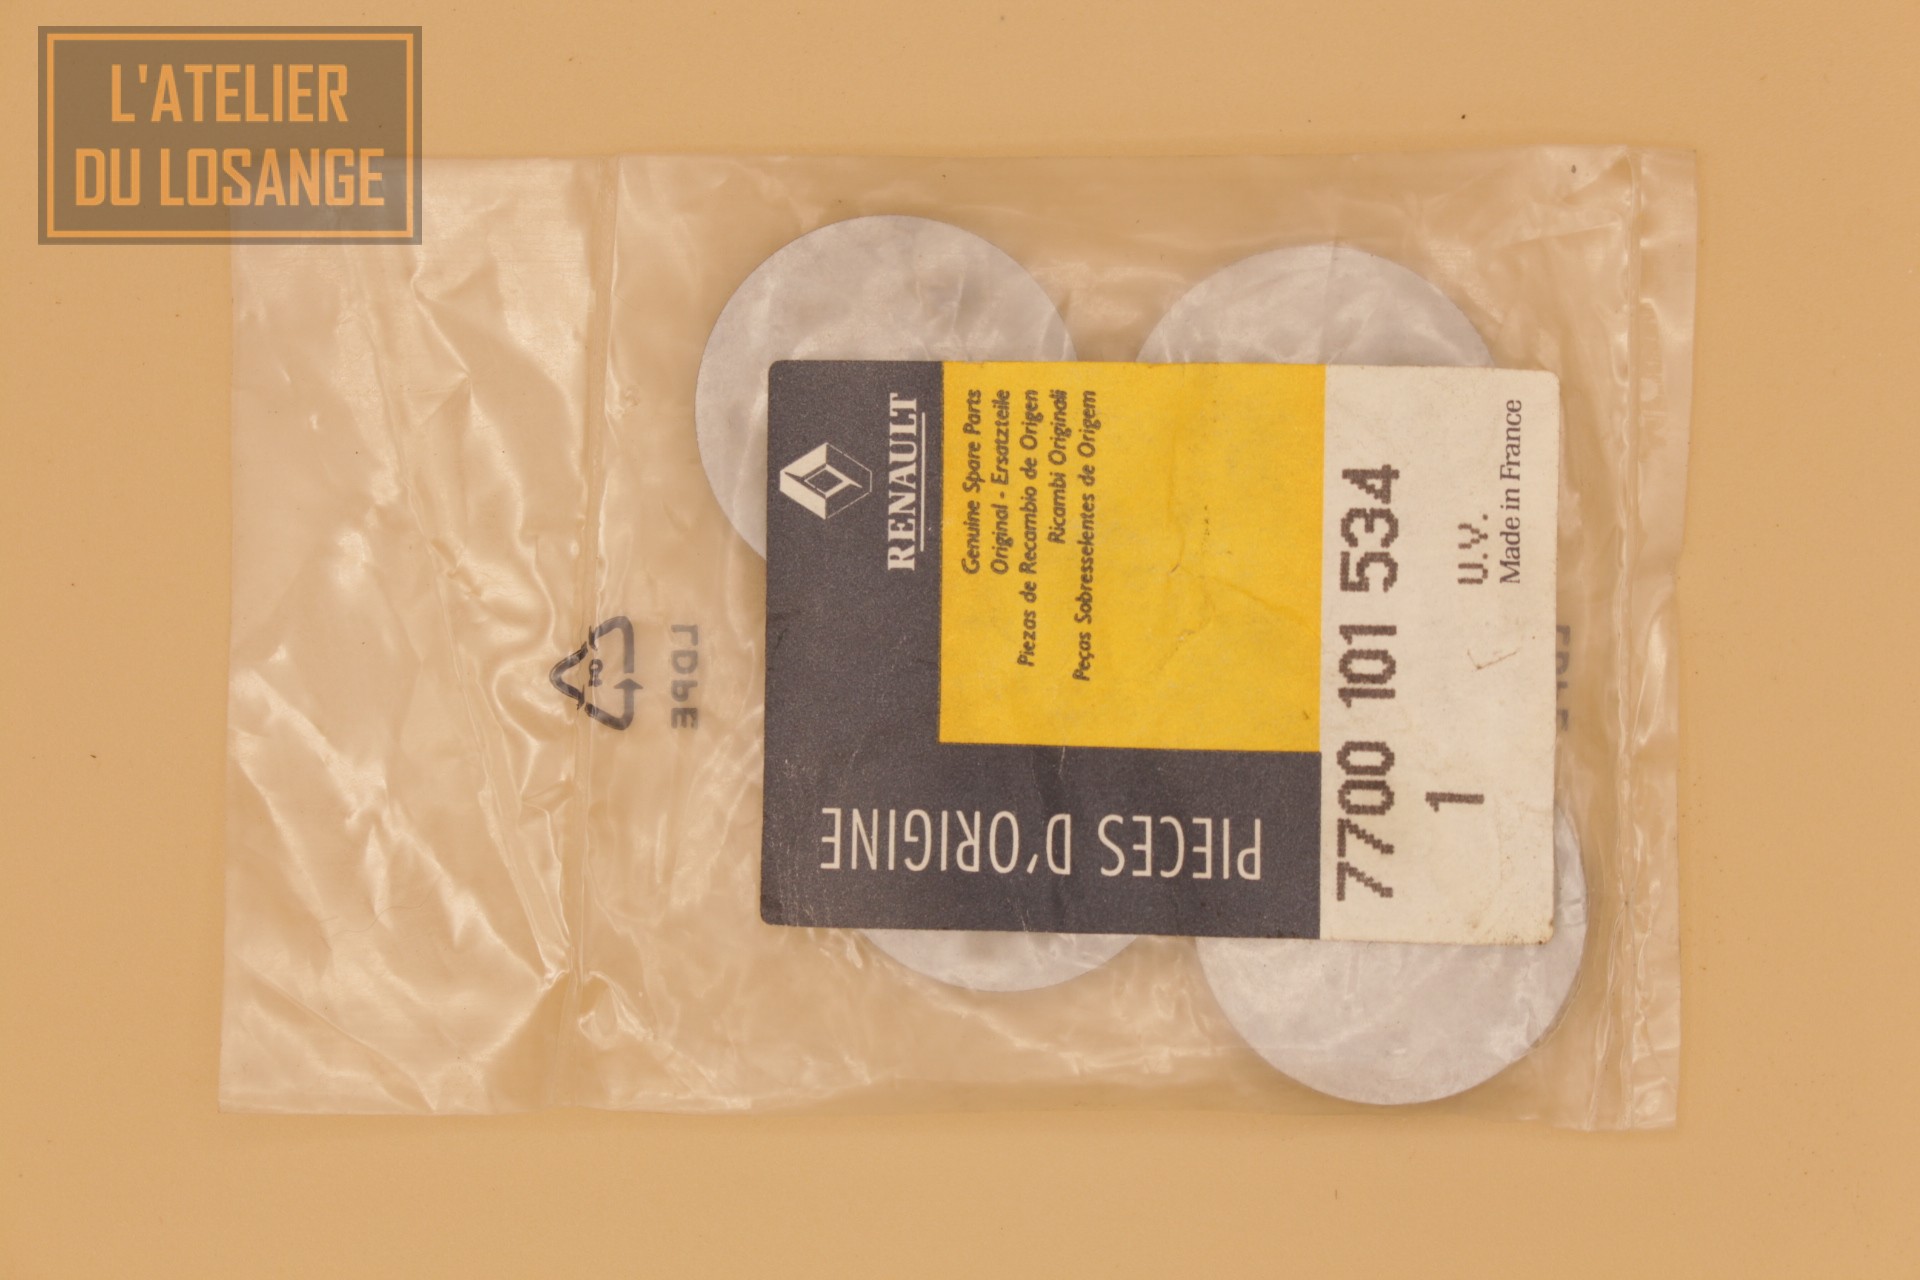 L'ATELIER
DU LOSANGE
RENAULT
Genuine Spare Parts
Original - Ersatzteile
Piezas de Recambio de Origen
Ricambi Originali
Peças Sobresselentes de Origem
PIECES D'ORIGINE
7700 101 534
1 U.V.
Made in France
LDPE